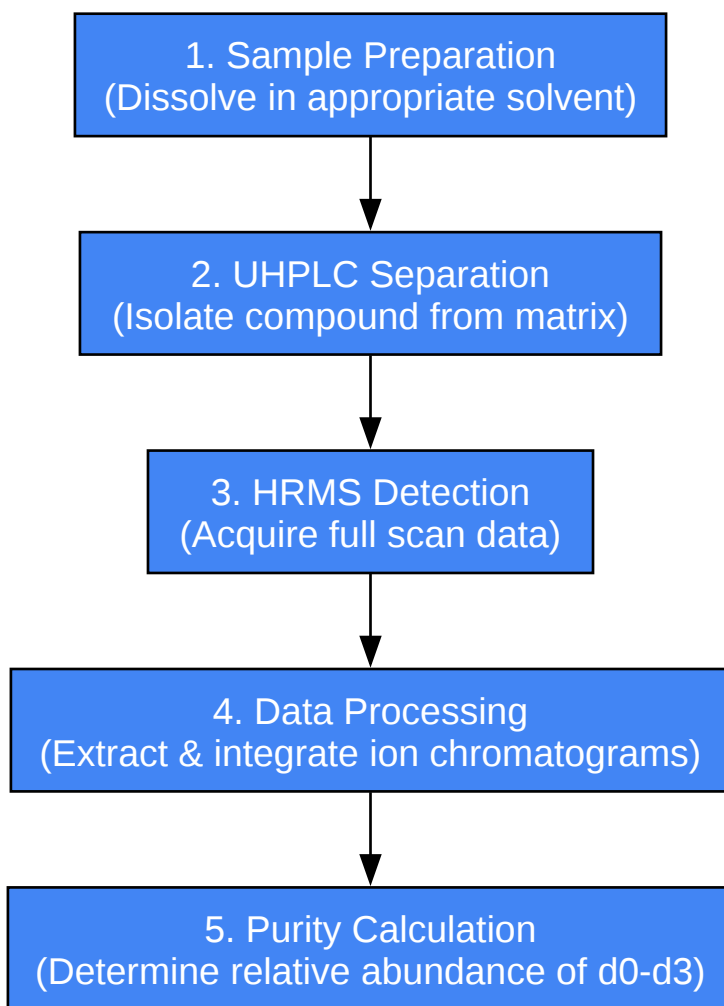 1. Sample Preparation
(Dissolve in appropriate solvent)
2. UHPLC Separation
(Isolate compound from matrix)
3. HRMS Detection
(Acquire full scan data)
4. Data Processing
(Extract & integrate ion chromatograms)
5. Purity Calculation
(Determine relative abundance of d0-d3)